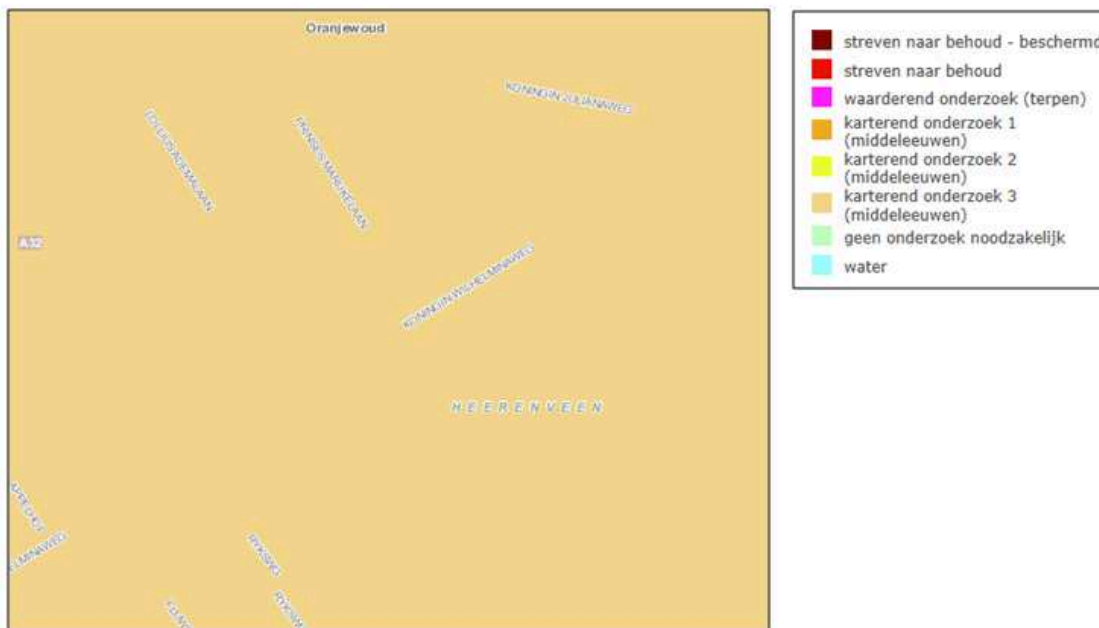 Oranjewoud
KONINGIN JULIANAWEG
PRINSES MARIJKELAAN
A32
KONINGIN WILHELMINAWEG
HEERENVEEN
ELMINAWEG
streven naar behoud - beschermd
streven naar behoud
waarderend onderzoek (terpen)
karterend onderzoek 1
(middeleeuwen)
karterend onderzoek 2
(middeleeuwen)
karterend onderzoek 3
(middeleeuwen)
geen onderzoek noodzakelijk
water